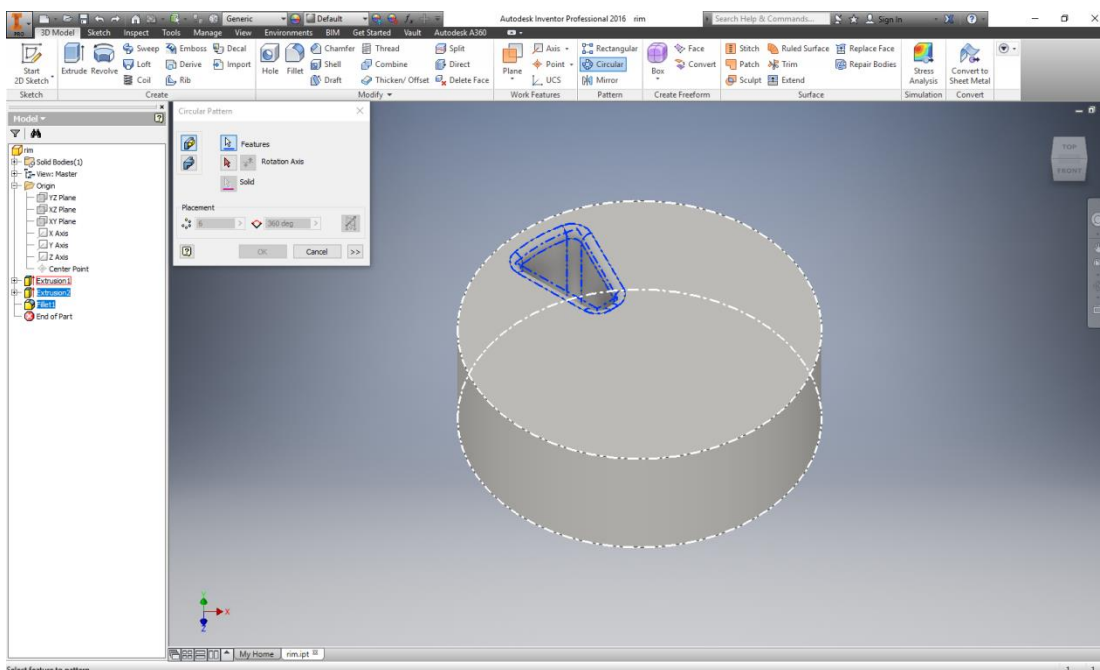 Generic
Default
Autodesk Inventor Professional 2016 rim
Search Help & Commands...
Sign In
PRO
3D Model Sketch Inspect Tools Manage View Environments BIM Get Started Vault Autodesk A360
Start
2D Sketch
Extrude Revolve
Sweep Emboss Decal
Loft Derive Import
Coil Rib
Hole Fillet
Chamfer Thread Split
Shell Combine Direct
Draft Thicken/ Offset Delete Face
Plane
Axis
Point
UCS
Rectangular
Circular
Mirror
Box
Face
Convert
Stitch Ruled Surface Replace Face
Patch Trim Repair Bodies
Sculpt Extend
Stress
Analysis
Convert to
Sheet Metal
Sketch Create Modify Work Features Pattern Create Freeform Surface Simulation Convert
Model
rim
Solid Bodies(1)
View: Master
Origin
YZ Plane
XZ Plane
XY Plane
X Axis
Y Axis
Z Axis
Center Point
Extrusion1
Extrusion2
Fillet1
End of Part
Circular Pattern
Features
Rotation Axis
Solid
Placement
6 360 deg
OK Cancel >>
TOP
FRONT
Y
X
Z
My Home rim.ipt
Select feature to pattern
1 1